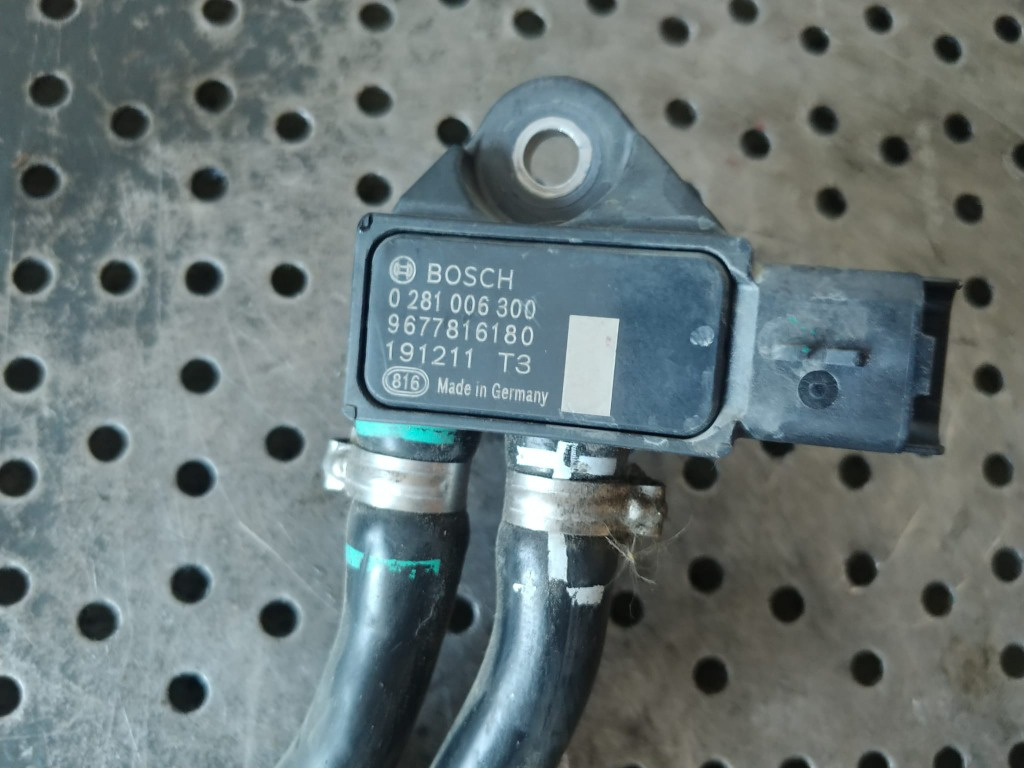 BOSCH
0 281 006 300
9677816180
191211 T3
816 Made in Germany